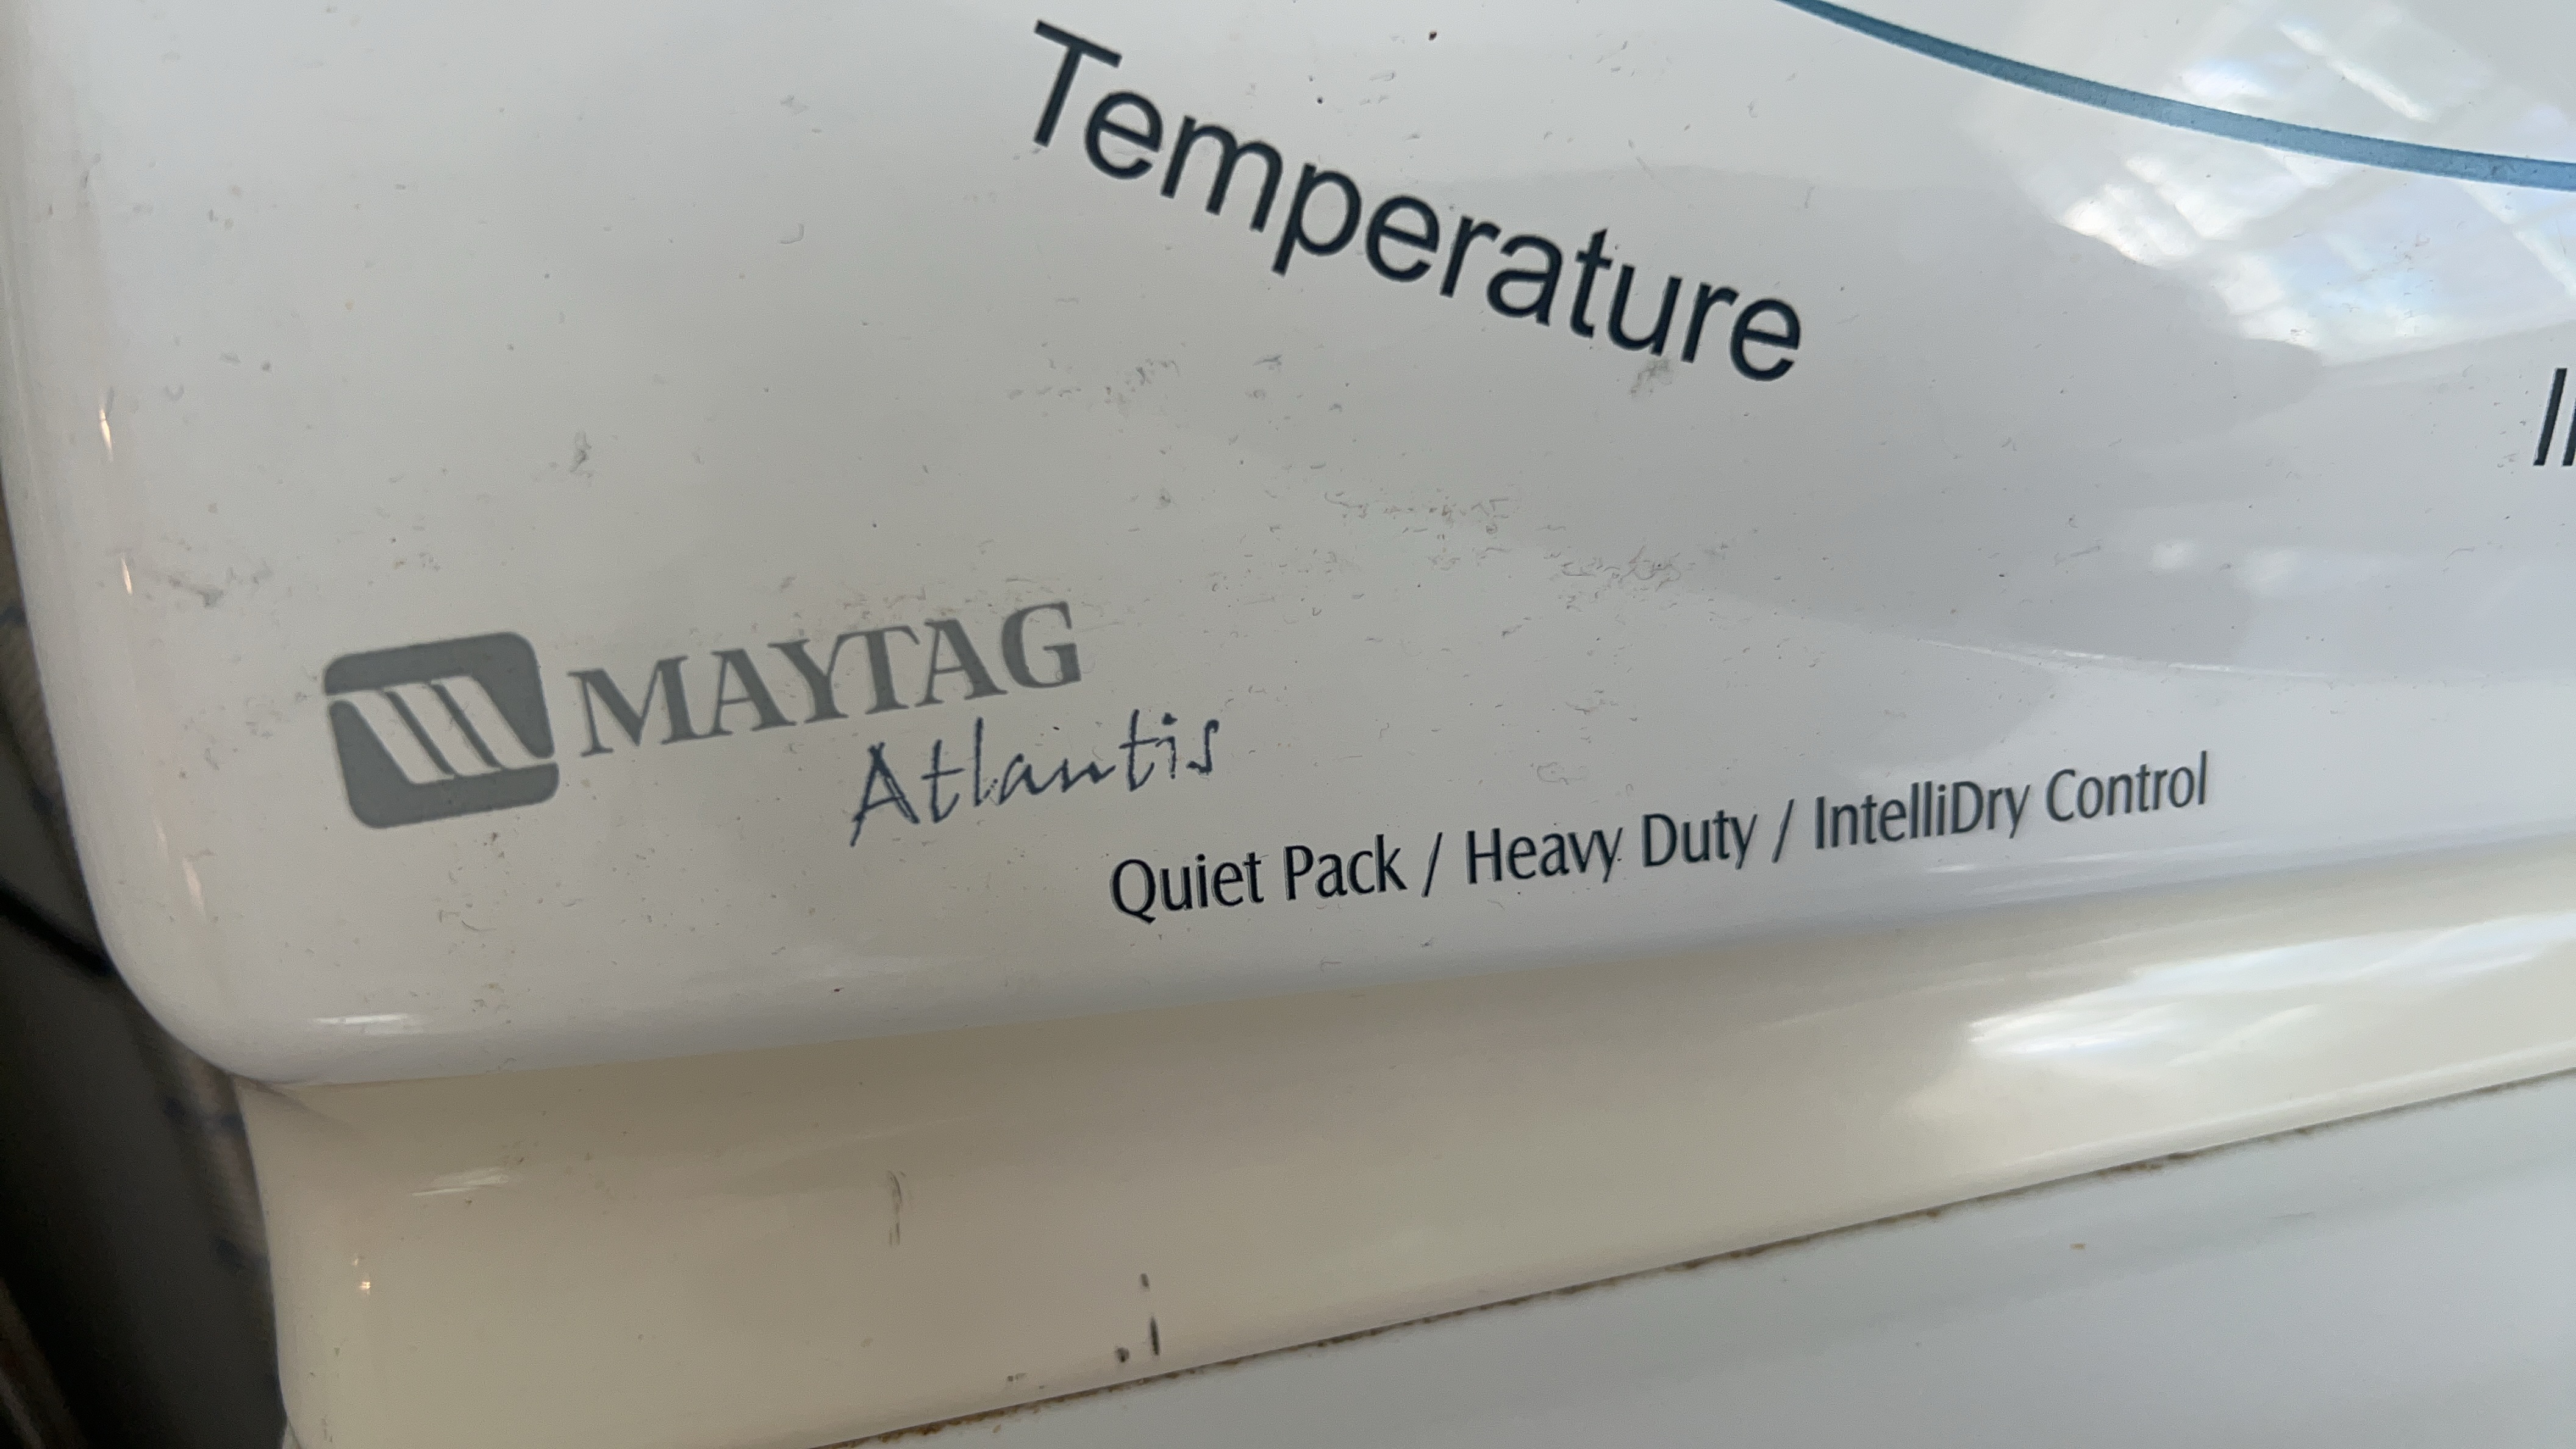 Temperature
MAYTAG
Atlantis
Quiet Pack / Heavy Duty / IntelliDry Control